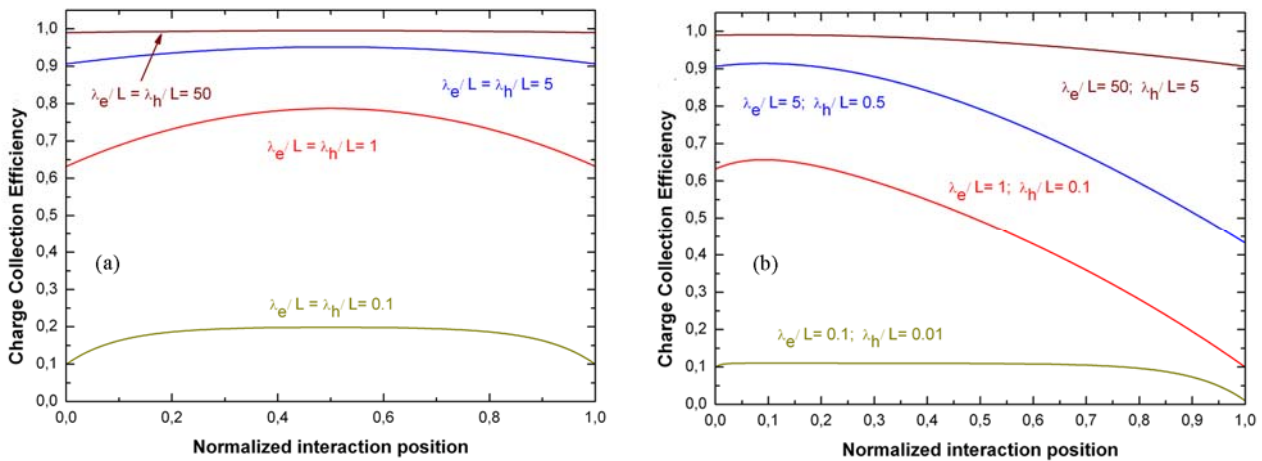 1,0
0,9
0,8
0,7
0,6
0,5
0,4
0,3
0,2
0,1
0,0
0,0
0,2
0,4
0,6
0,8
1,0
Charge Collection Efficiency
Normalized interaction position
λe/ L = λh/ L= 50
λe/ L = λh/ L= 5
λe/ L = λh/ L= 1
(a)
λe/ L = λh/ L= 0.1
1,0
0,9
0,8
0,7
0,6
0,5
0,4
0,3
0,2
0,1
0,0
0,0
0,1
0,2
0,3
0,4
0,5
0,6
0,7
0,8
0,9
1,0
Charge Collection Efficiency
Normalized interaction position
λe/ L= 50; λh/ L= 5
λe/ L= 5; λh/ L= 0.5
λe/ L= 1; λh/ L= 0.1
(b)
λe/ L= 0.1; λh/ L= 0.01